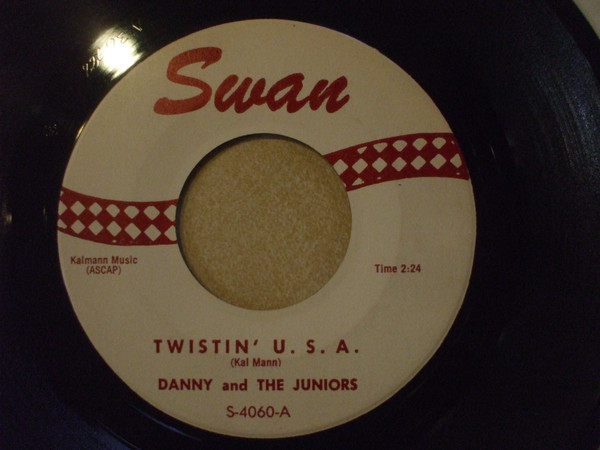 Swan
Kalmann Music
(ASCAP)
Time 2:24
TWISTIN' U. S. A.
(Kal Mann)
DANNY and THE JUNIORS
S-4060-A